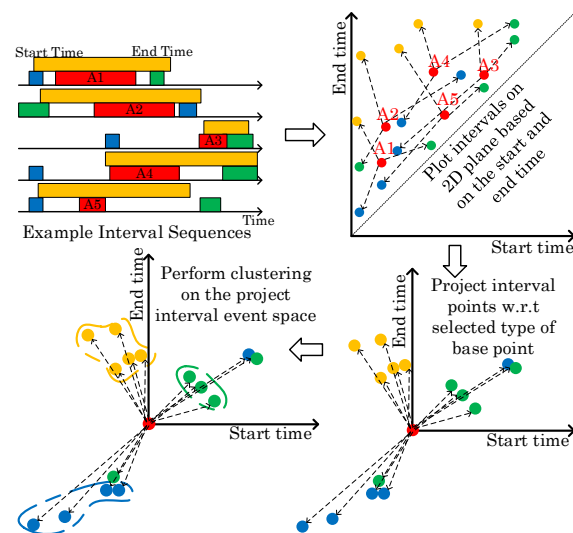 Start Time
End Time
A1
A2
A3
A4
A5
Time
Example Interval Sequences
End time
A4
A3
A2
A5
A1
Plot intervals on
2D plane based
on the start and
end time
Start time
End time
Perform clustering
on the project
interval event space
Start time
Project interval
points w.r.t
selected type of
base point
End time
Start time